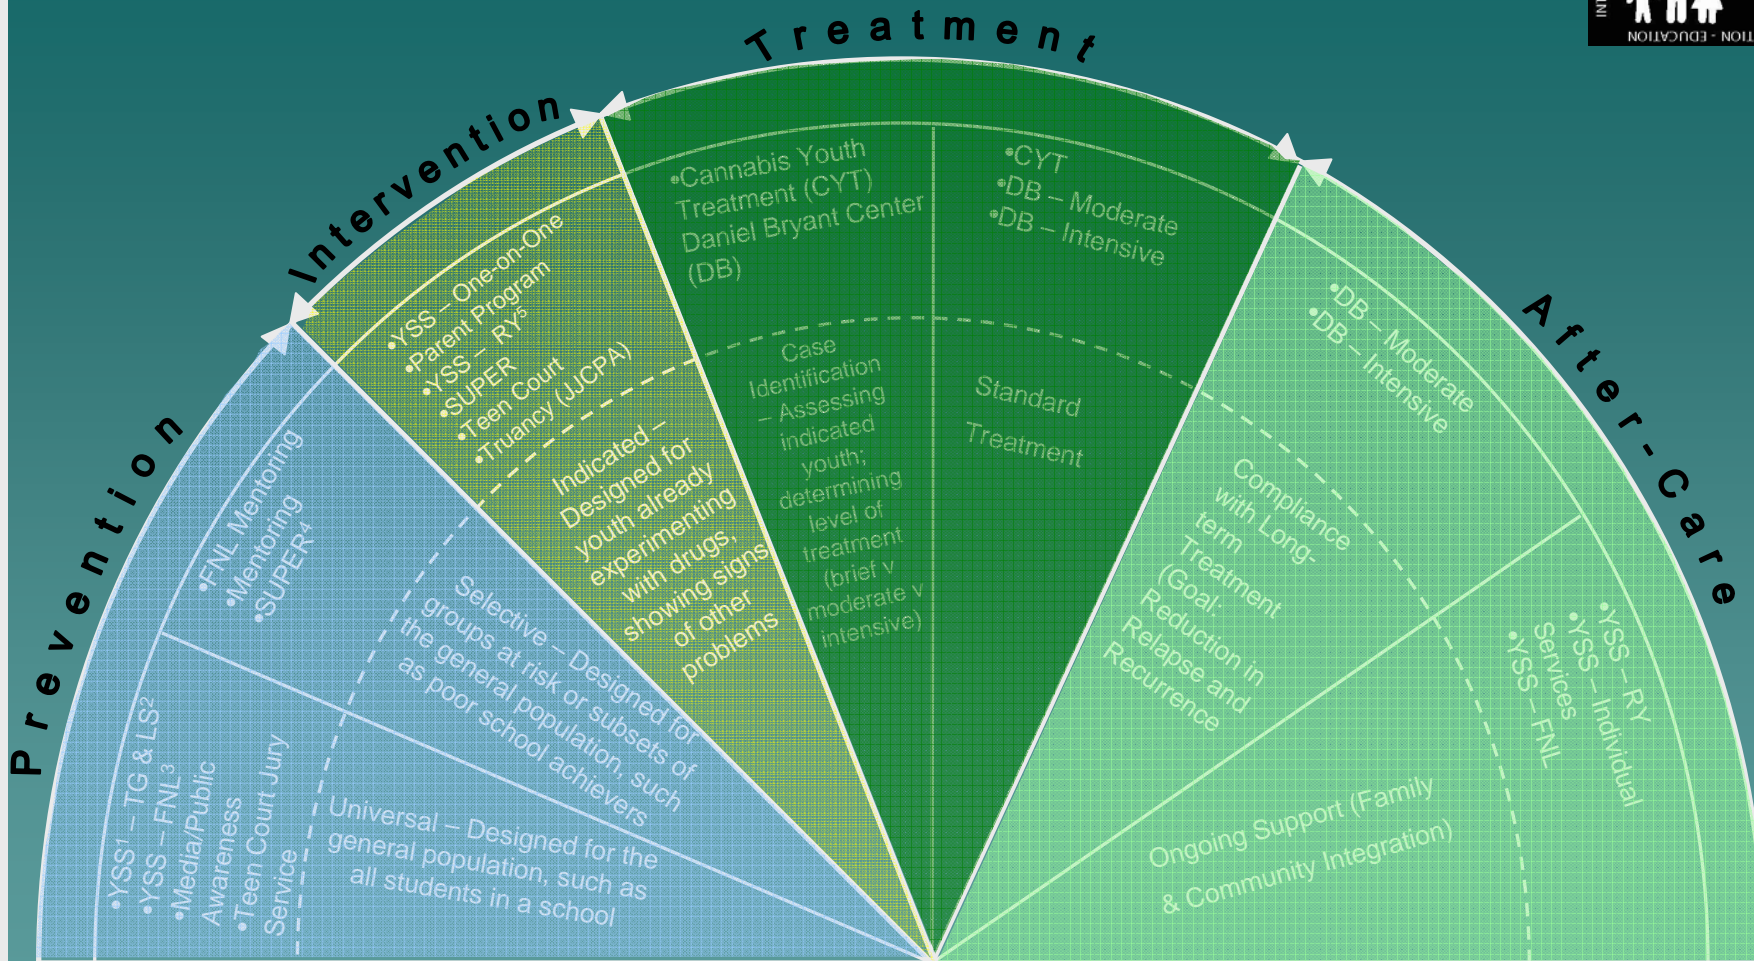 Prevention
Intervention
Treatment
After-Care
•YSS¹ – TG & LS²
•YSS – FNL³
•Media/Public
Awareness
•Teen Court Jury
Service
Universal – Designed for the
general population, such as
all students in a school
•FNL Mentoring
•Mentoring
•SUPER⁴
Selective – Designed for
groups at risk or subsets of
the general population, such
as poor school achievers
•YSS – One-on-One
•Parent Program
•YSS – RY⁵
•SUPER
•Teen Court
•Truancy (JJCPA)
Indicated –
Designed for
youth already
experimenting
with drugs,
showing signs
of other
problems
•Cannabis Youth
Treatment (CYT)
Daniel Bryant Center
(DB)
Case
Identification
– Assessing
indicated
youth;
determining
level of
treatment
(brief v
moderate v
intensive)
•CYT
•DB – Moderate
•DB – Intensive
Standard
Treatment
•DB – Moderate
•DB – Intensive
Compliance
with Long-
term
Treatment
(Goal:
Reduction in
Relapse and
Recurrence
•YSS – RY
•YSS – Individual
Services
•YSS – FNL
Ongoing Support (Family
& Community Integration)
INI
TION - EDUCATION